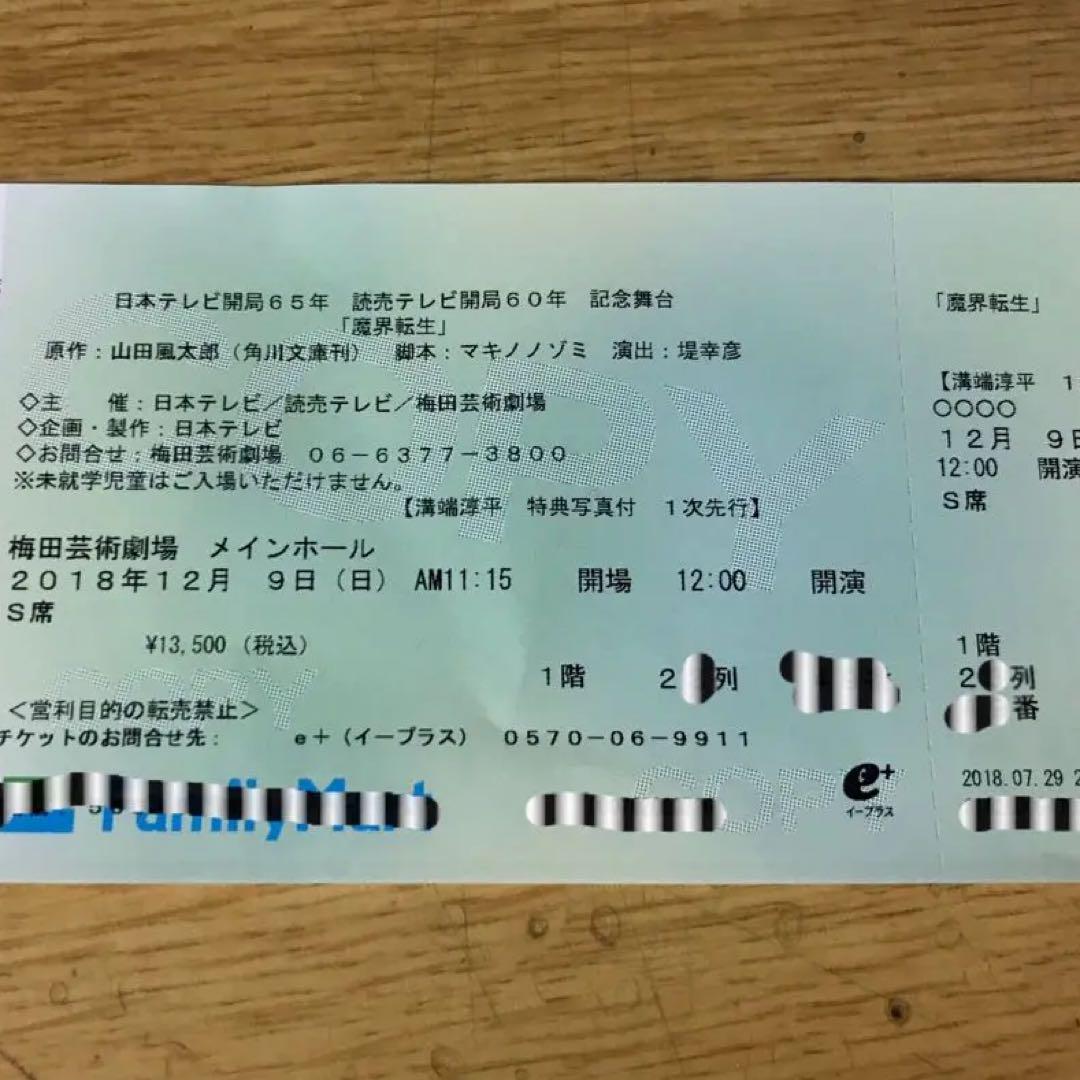 日本テレビ開局65年　読売テレビ開局60年　記念舞台
「魔界転生」
原作：山田風太郎（角川文庫刊）　脚本：マキノノゾミ　演出：堤幸彦
◇主　　催：日本テレビ／読売テレビ／梅田芸術劇場
◇企画・製作：日本テレビ
◇お問合せ：梅田芸術劇場　06-6377-3800
※未就学児童はご入場いただけません。
【溝端淳平　特典写真付　1次先行】
梅田芸術劇場　メインホール
2018年12月　9日（日）　AM11:15　開場　12:00　開演
S席
¥13,500（税込）
1階　2　列
＜営利目的の転売禁止＞
チケットのお問合せ先：　e+（イープラス）　0570-06-9911
FamilyMart
e+
イープラス
COPY
COPY
COPY
「魔界転生」
【溝端淳平　1
○○○○
12月　9日
12:00　開演
S席
1階
2　列
番
2018.07.29 2